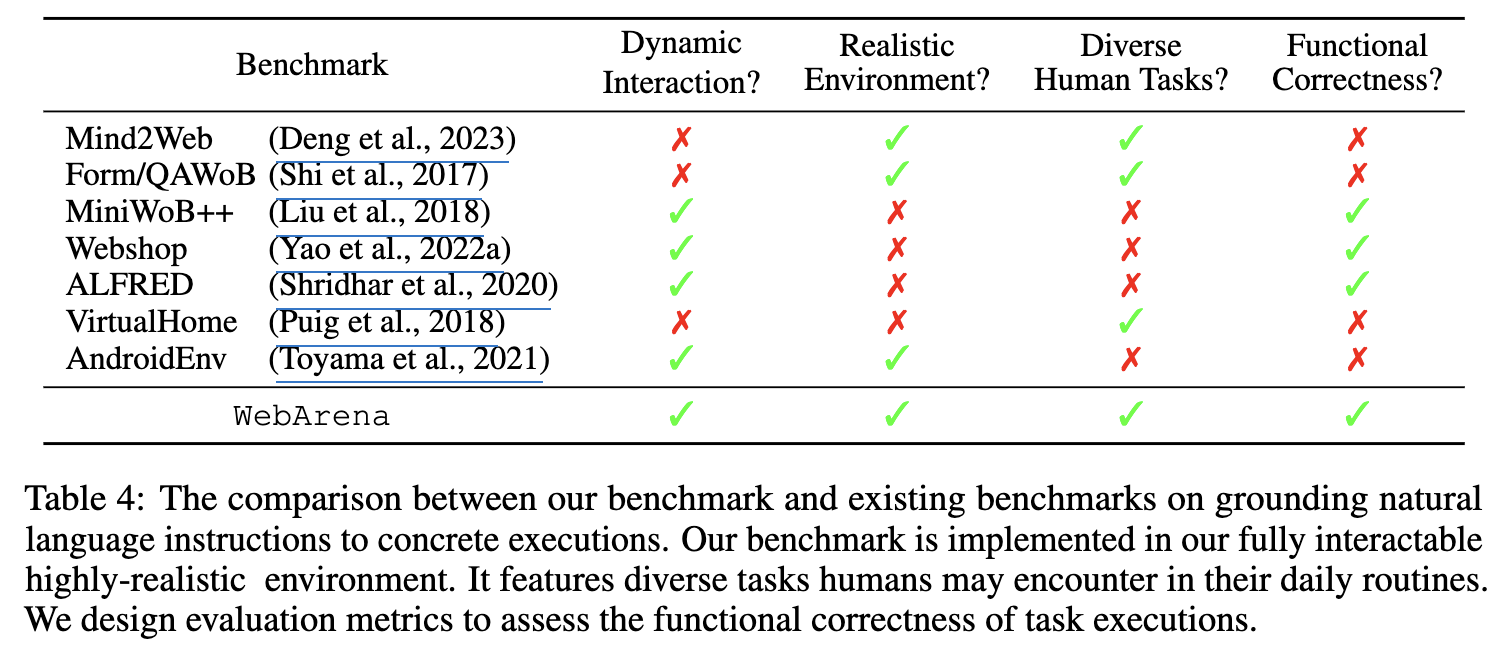 Benchmark Dynamic Interaction? Realistic Environment? Diverse Human Tasks? Functional Correctness?
Mind2Web (Deng et al., 2023) ✗ ✓ ✓ ✗
Form/QAWoB (Shi et al., 2017) ✗ ✓ ✓ ✗
MiniWoB++ (Liu et al., 2018) ✓ ✗ ✗ ✓
Webshop (Yao et al., 2022a) ✓ ✗ ✗ ✓
ALFRED (Shridhar et al., 2020) ✓ ✗ ✗ ✓
VirtualHome (Puig et al., 2018) ✗ ✗ ✓ ✗
AndroidEnv (Toyama et al., 2021) ✓ ✓ ✗ ✗
WebArena ✓ ✓ ✓ ✓
Table 4: The comparison between our benchmark and existing benchmarks on grounding natural
language instructions to concrete executions. Our benchmark is implemented in our fully interactable
highly-realistic environment. It features diverse tasks humans may encounter in their daily routines.
We design evaluation metrics to assess the functional correctness of task executions.